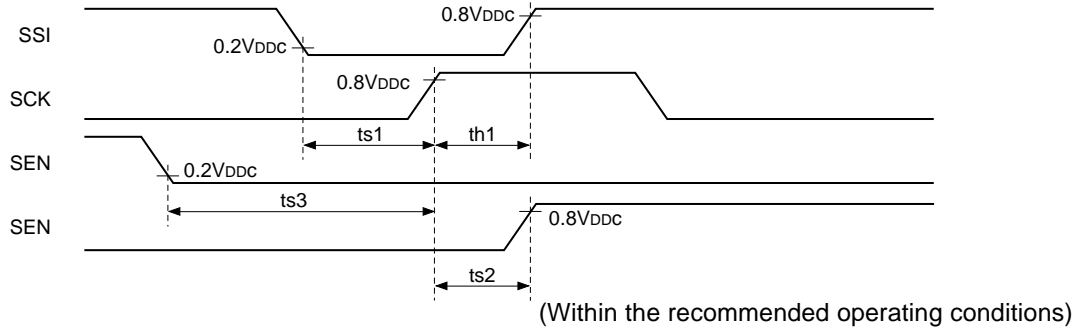 0.8VDDC
SSI
0.2VDDC
0.8VDDC
SCK
ts1
th1
SEN
0.2VDDC
ts3
SEN
0.8VDDC
ts2
(Within the recommended operating conditions)